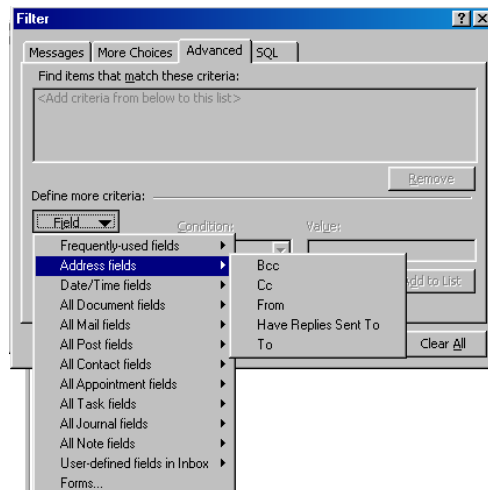 Filter
Messages More Choices Advanced SQL
Find items that match these criteria:
<Add criteria from below to this list>
Remove
Define more criteria:
Field Condition: Value:
Frequently-used fields
Address fields Bcc
Date/Time fields Cc Add to List
All Document fields From
All Mail fields Have Replies Sent To
All Post fields To Clear All
All Contact fields
All Appointment fields
All Task fields
All Journal fields
All Note fields
User-defined fields in Inbox
Forms...